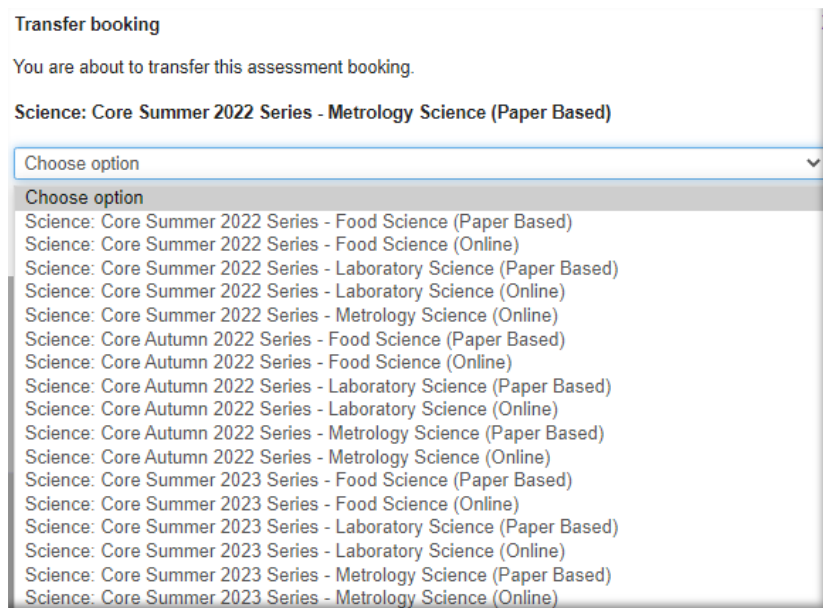 Transfer booking
You are about to transfer this assessment booking.
Science: Core Summer 2022 Series - Metrology Science (Paper Based)
Choose option
Choose option
Science: Core Summer 2022 Series - Food Science (Paper Based)
Science: Core Summer 2022 Series - Food Science (Online)
Science: Core Summer 2022 Series - Laboratory Science (Paper Based)
Science: Core Summer 2022 Series - Laboratory Science (Online)
Science: Core Summer 2022 Series - Metrology Science (Online)
Science: Core Autumn 2022 Series - Food Science (Paper Based)
Science: Core Autumn 2022 Series - Food Science (Online)
Science: Core Autumn 2022 Series - Laboratory Science (Paper Based)
Science: Core Autumn 2022 Series - Laboratory Science (Online)
Science: Core Autumn 2022 Series - Metrology Science (Paper Based)
Science: Core Autumn 2022 Series - Metrology Science (Online)
Science: Core Summer 2023 Series - Food Science (Paper Based)
Science: Core Summer 2023 Series - Food Science (Online)
Science: Core Summer 2023 Series - Laboratory Science (Paper Based)
Science: Core Summer 2023 Series - Laboratory Science (Online)
Science: Core Summer 2023 Series - Metrology Science (Paper Based)
Science: Core Summer 2023 Series - Metrology Science (Online)